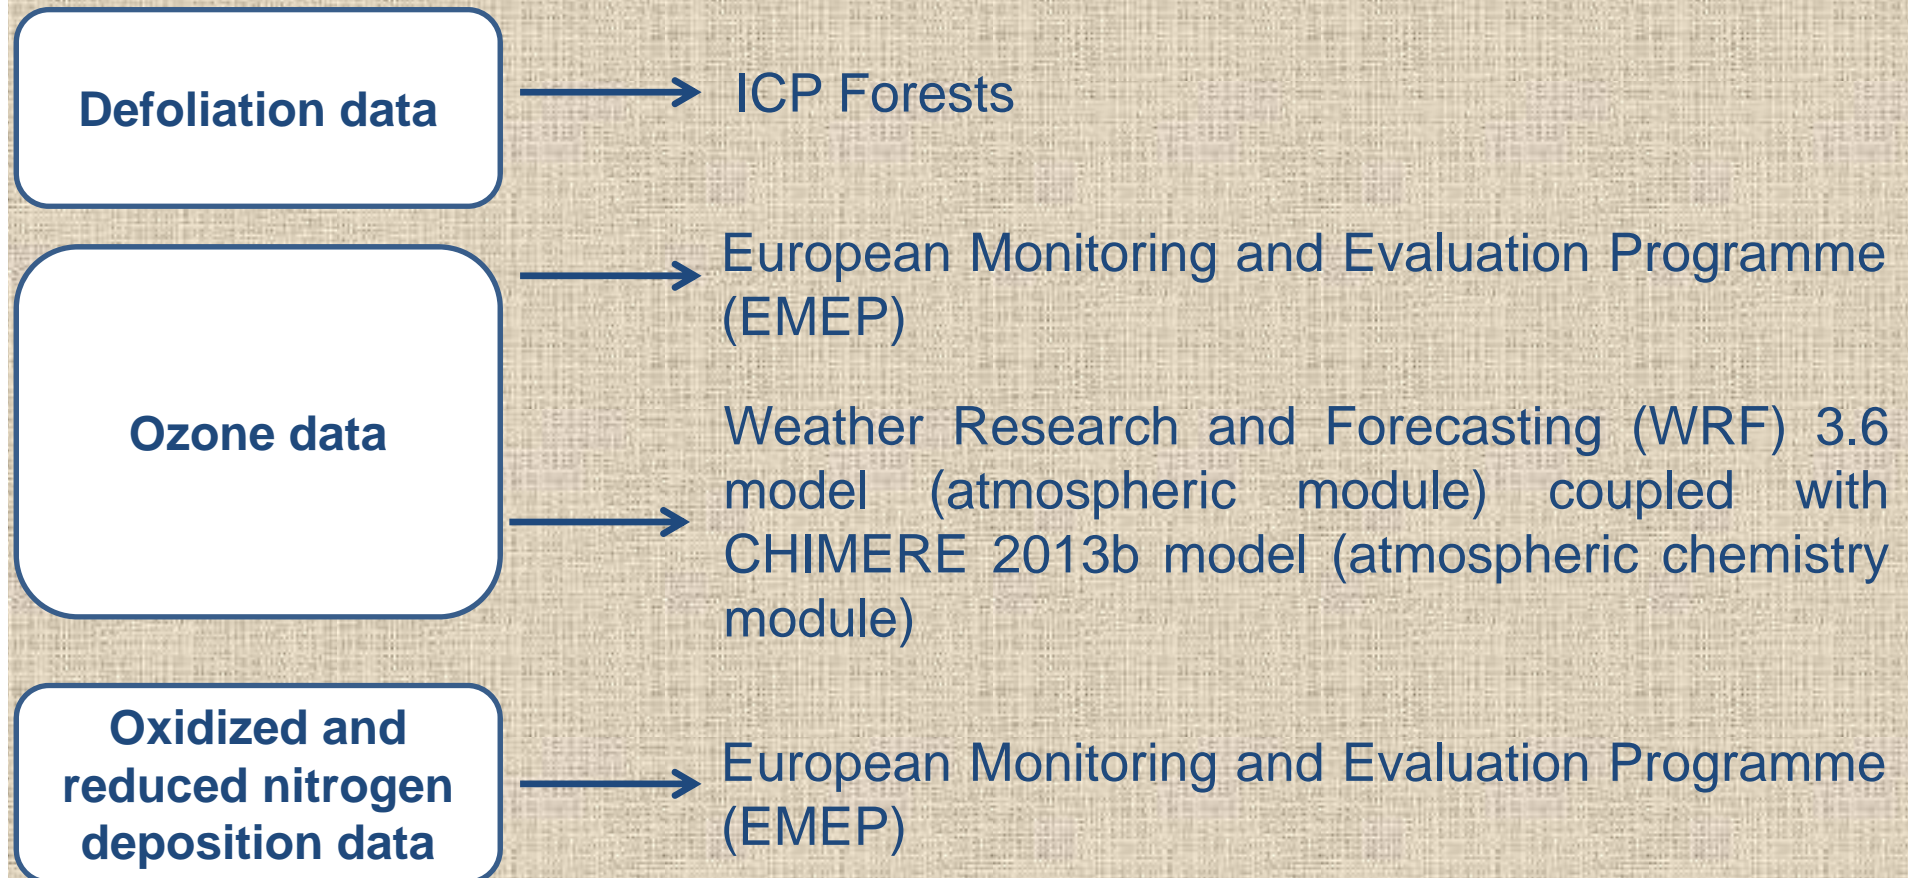 Defoliation data
ICP Forests
Ozone data
European Monitoring and Evaluation Programme
(EMEP)
Weather Research and Forecasting (WRF) 3.6
model (atmospheric module) coupled with
CHIMERE 2013b model (atmospheric chemistry
module)
Oxidized and
reduced nitrogen
deposition data
European Monitoring and Evaluation Programme
(EMEP)